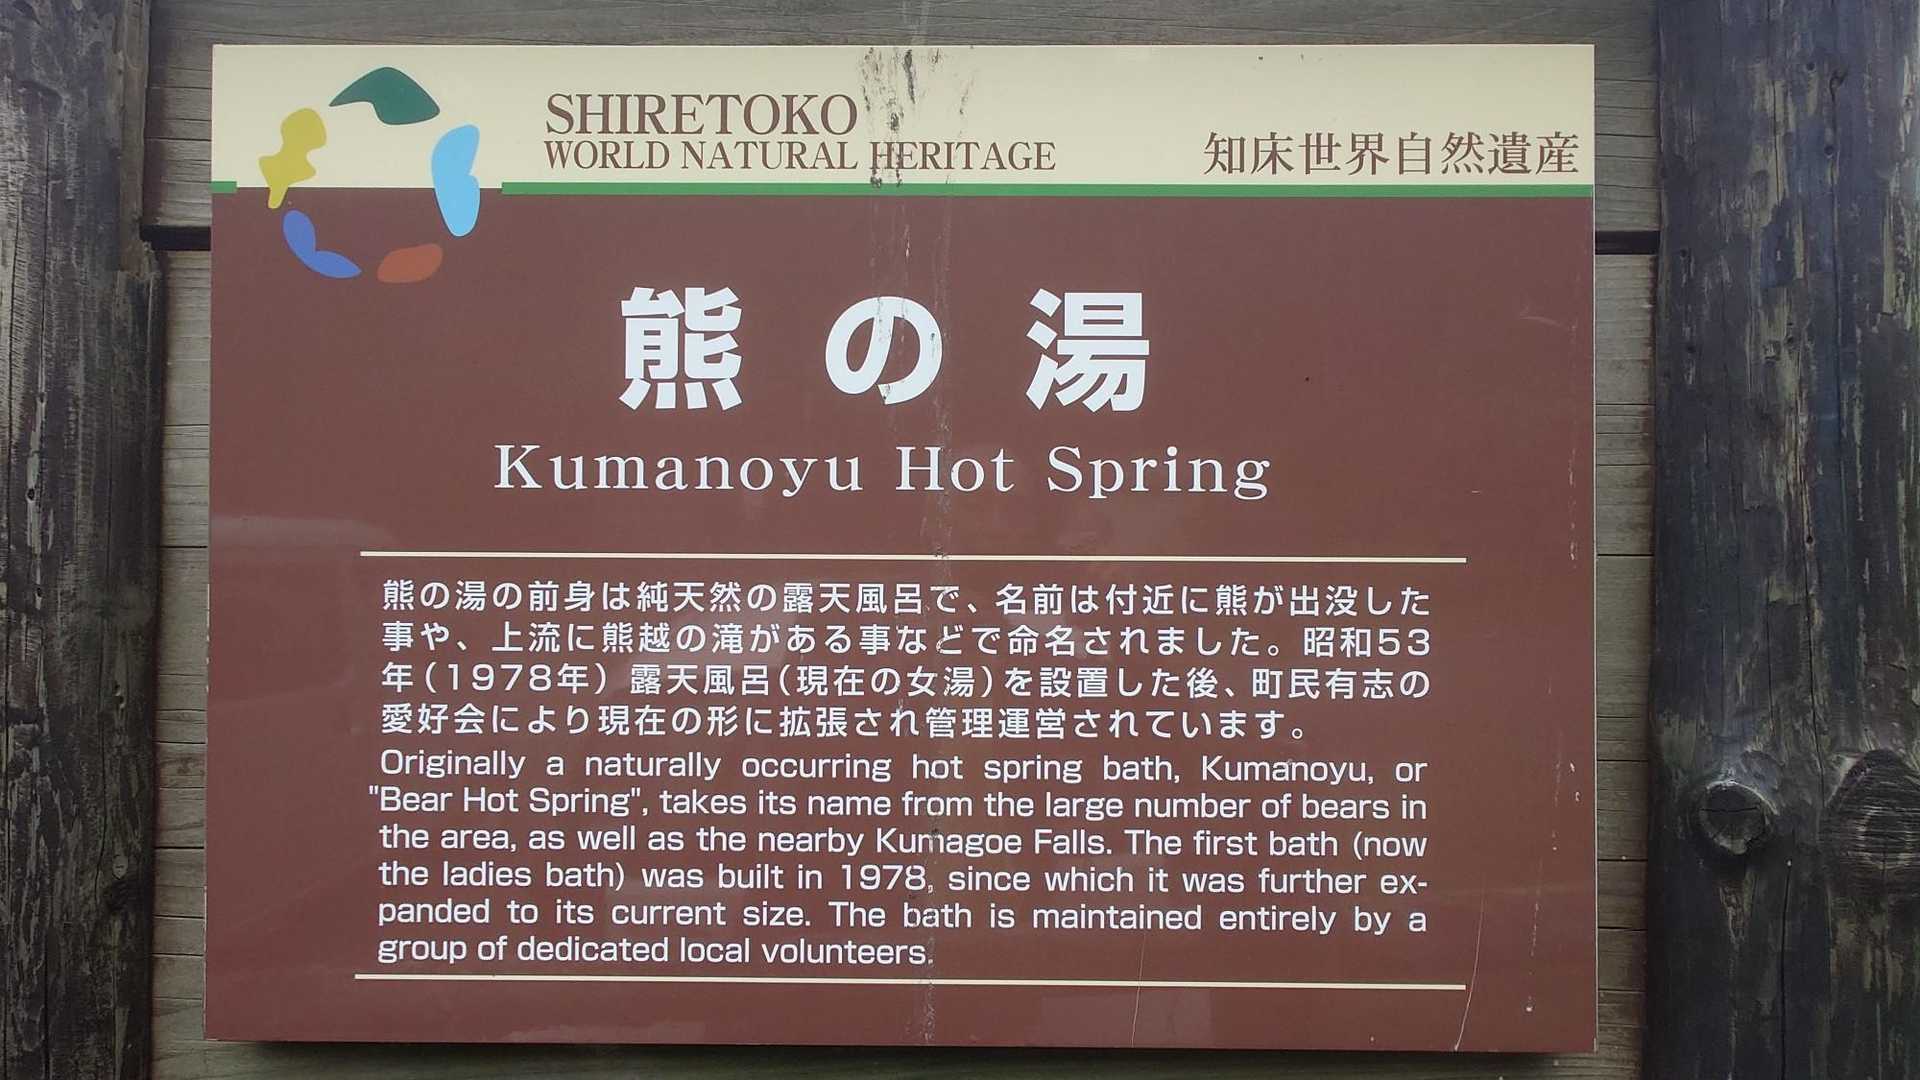 SHIRETOKO
WORLD NATURAL HERITAGE
知床世界自然遺産
熊の湯
Kumanoyu Hot Spring
熊の湯の前身は純天然の露天風呂で、名前は付近に熊が出没した
事や、上流に熊越の滝がある事などで命名されました。昭和53
年(1978年)露天風呂(現在の女湯)を設置した後、町民有志の
愛好会により現在の形に拡張され管理運営されています。
Originally a naturally occurring hot spring bath, Kumanoyu, or
"Bear Hot Spring", takes its name from the large number of bears in
the area, as well as the nearby Kumagoe Falls. The first bath (now
the ladies bath) was built in 1978, since which it was further ex-
panded to its current size. The bath is maintained entirely by a
group of dedicated local volunteers.